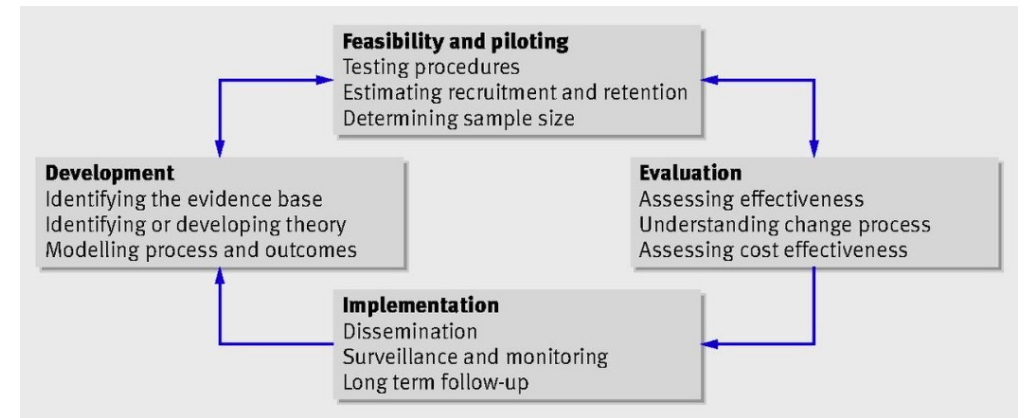 Feasibility and piloting
Testing procedures
Estimating recruitment and retention
Determining sample size
Development
Identifying the evidence base
Identifying or developing theory
Modelling process and outcomes
Evaluation
Assessing effectiveness
Understanding change process
Assessing cost effectiveness
Implementation
Dissemination
Surveillance and monitoring
Long term follow-up